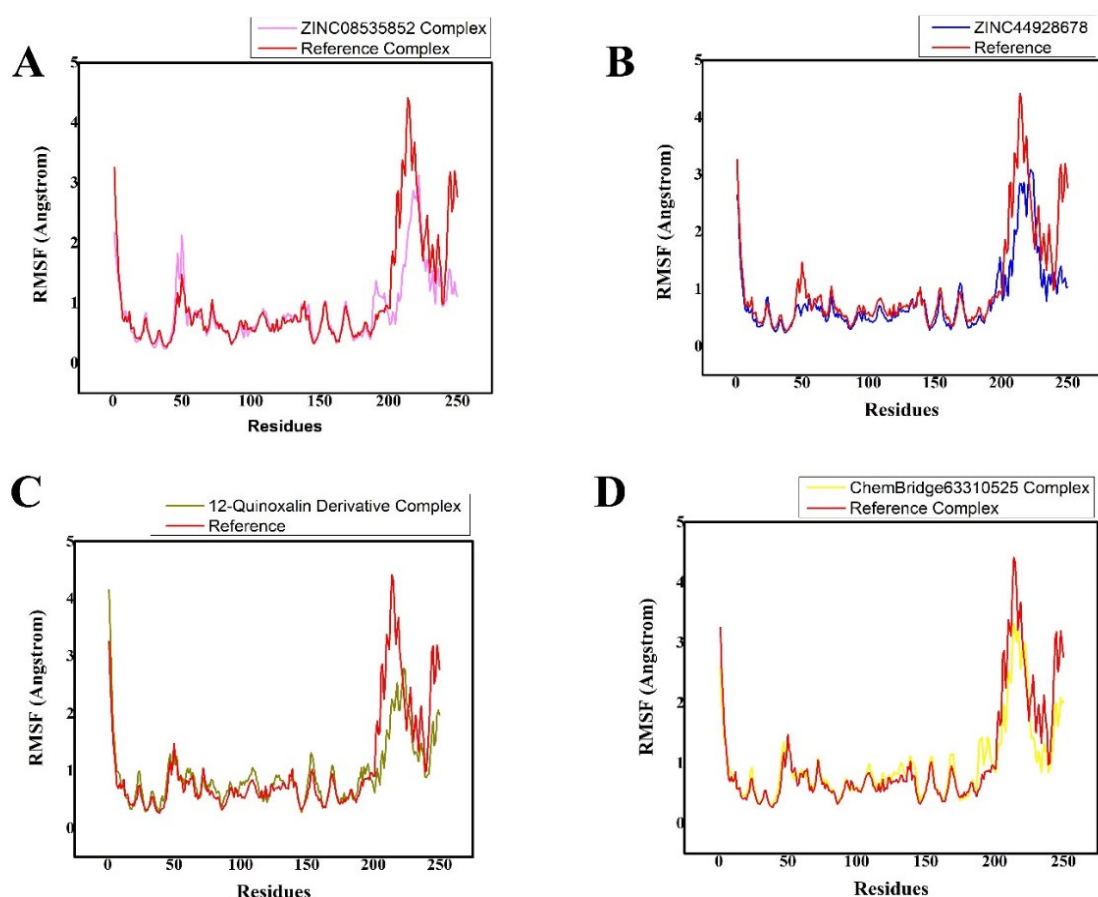 A
ZINC08535852 Complex
Reference Complex
RMSF (Angstrom)
5
4
3
2
1
0
0 50 100 150 200 250
Residues
B
ZINC44928678
Reference
RMSF (Angstrom)
5
4
3
2
1
0
0 50 100 150 200 250
Residues
C
12-Quinoxalin Derivative Complex
Reference
RMSF (Angstrom)
5
4
3
2
1
0
0 50 100 150 200 250
Residues
D
ChemBridge63310525 Complex
Reference Complex
RMSF (Angstrom)
5
4
3
2
1
0
0 50 100 150 200 250
Residues